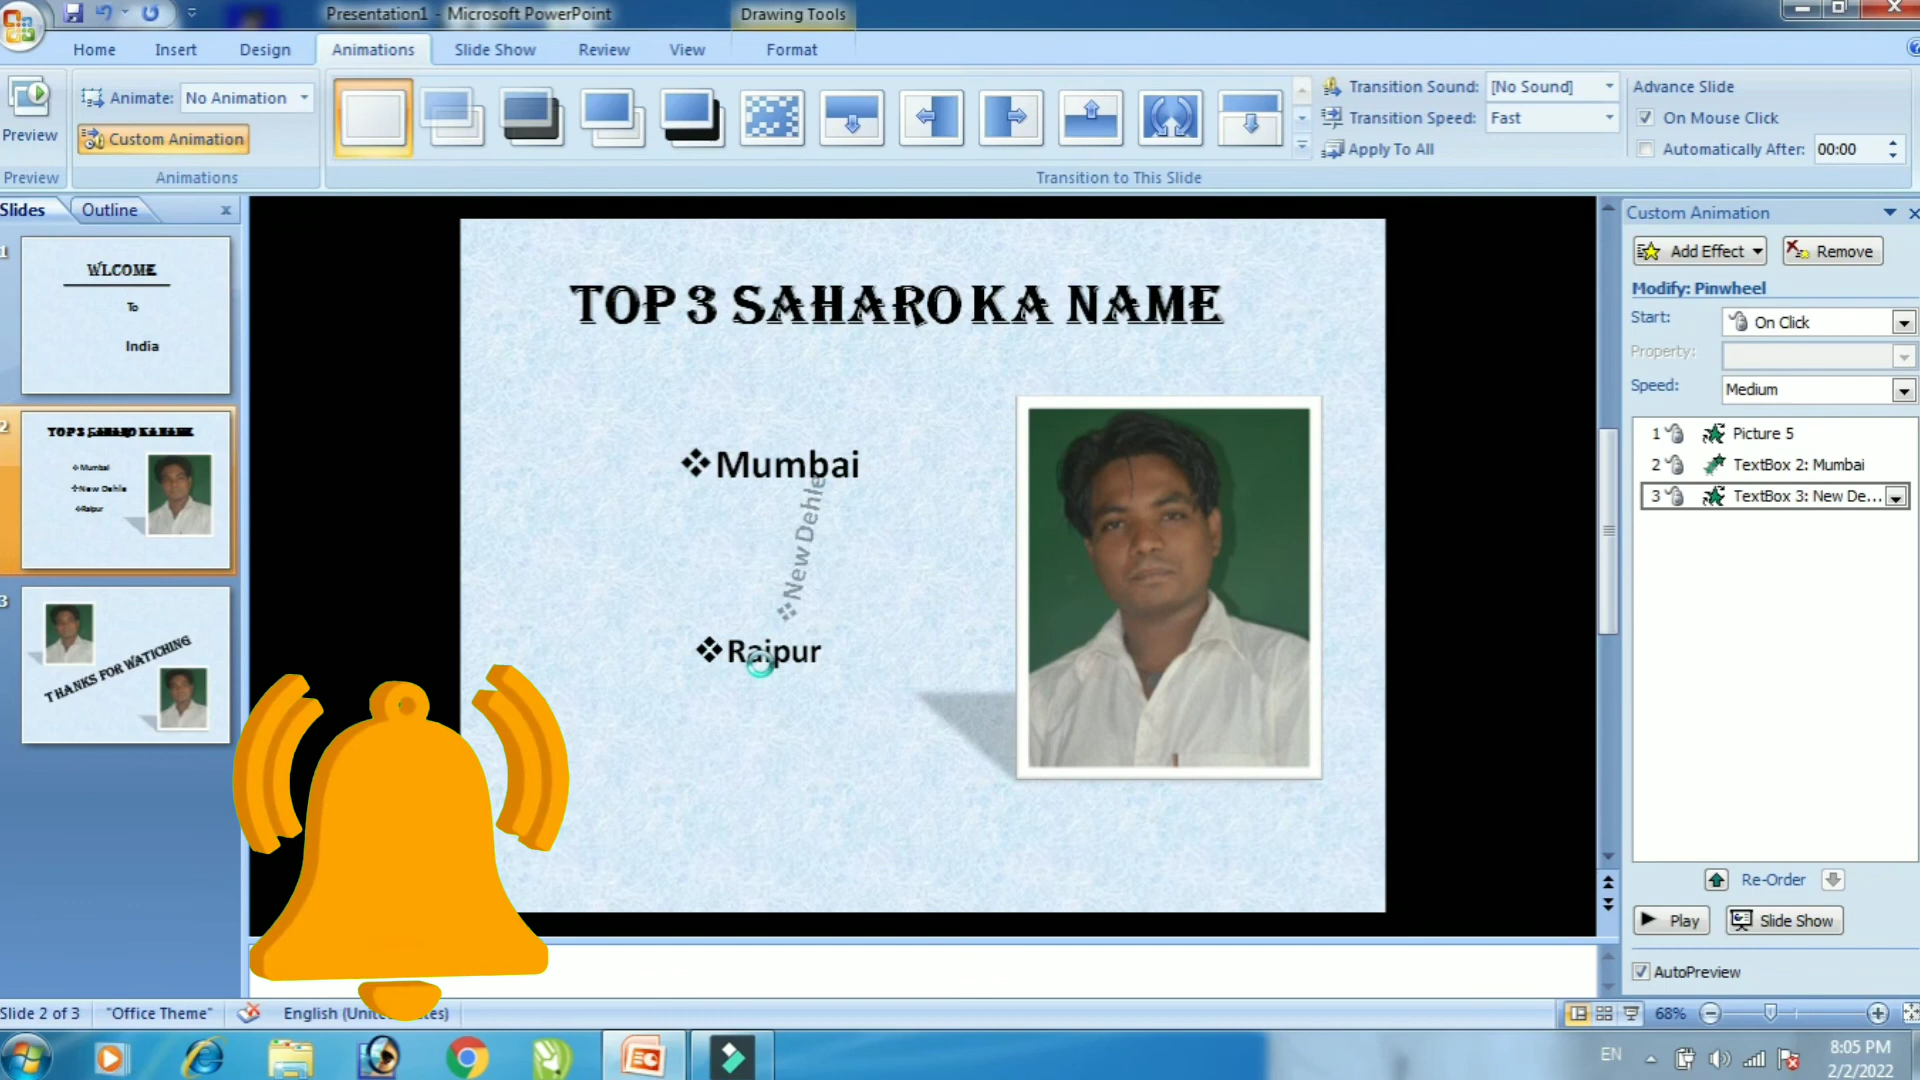 Presentation1 - Microsoft PowerPoint
Drawing Tools
Home
Insert
Design
Animations
Slide Show
Review
View
Format
Preview
Animate:
No Animation
Custom Animation
Transition Sound:
[No Sound]
Transition Speed:
Fast
Apply To All
Advance Slide
On Mouse Click
Automatically After:
00:00
Preview
Animations
Transition to This Slide
Slides
Outline
1
WLCOME
To
India
2
TOP 3 SAHARO KA NAME
❖Mumbai
❖New Dehle
❖Raipur
3
THANKS FOR WATICHING
TOP 3 SAHARO KA NAME
❖Mumbai
❖New Dehle
❖Raipur
Custom Animation
Add Effect
Remove
Modify: Pinwheel
Start:
On Click
Property:
Speed:
Medium
1
Picture 5
2
TextBox 2: Mumbai
3
TextBox 3: New De...
Re-Order
Play
Slide Show
AutoPreview
Slide 2 of 3
"Office Theme"
68%
EN
8:05 PM
2/2/2022